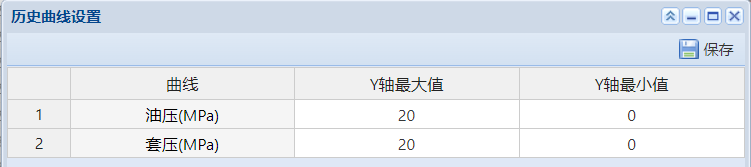 历史曲线设置
保存
曲线 Y轴最大值 Y轴最小值
1 油压(MPa) 20 0
2 套压(MPa) 20 0